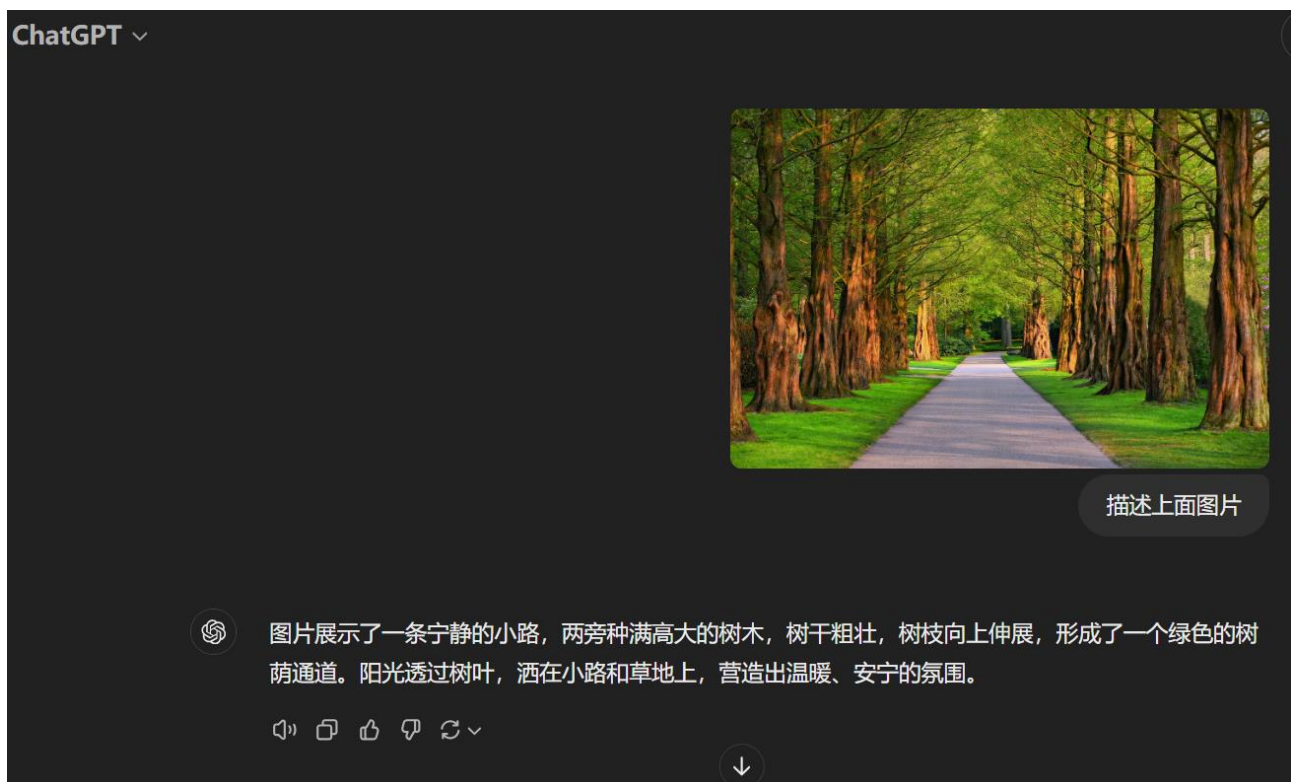 ChatGPT
描述上面图片
图片展示了一条宁静的小路，两旁种满高大的树木，树干粗壮，树枝向上伸展，形成了一个绿色的树
荫通道。阳光透过树叶，洒在小路和草地上，营造出温暖、安宁的氛围。